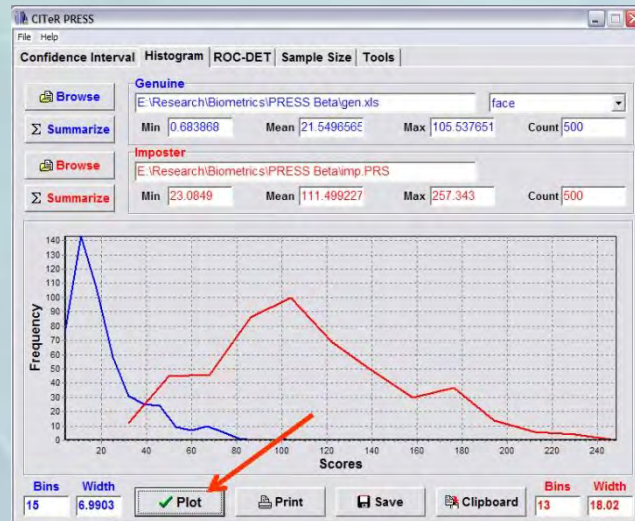 CITeR PRESS
File Help
Confidence Interval Histogram ROC-DET Sample Size Tools
Genuine
Browse E:\Research\Biometrics\PRESS Beta\gen.xls face
Σ Summarize Min 0.683868 Mean 21.5496565 Max 105.537651 Count 500
Imposter
Browse E:\Research\Biometrics\PRESS Beta\imp.PRS
Σ Summarize Min 23.0849 Mean 111.499227 Max 257.343 Count 500
140
130
120
110
100
90
80
70
60
50
40
30
20
10
0
Frequency
20 40 60 80 100 120 140 160 180 200 220 240
Scores
Bins Width Bins Width
15 6.9903 Plot Print Save Clipboard 13 18.02